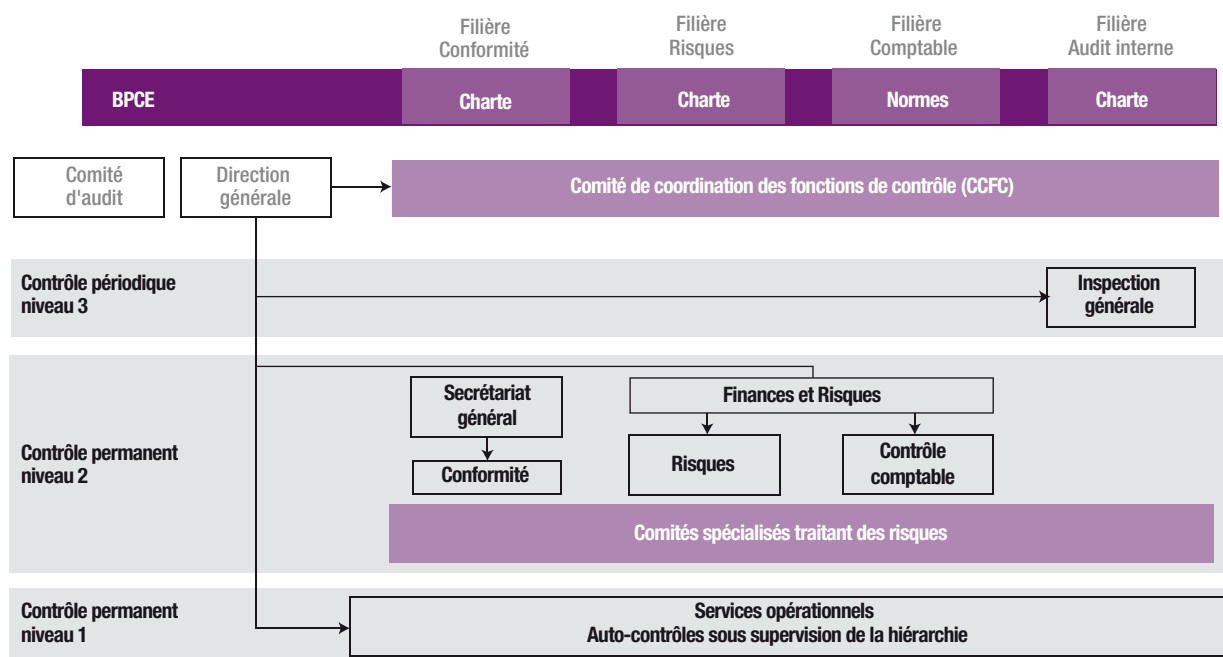 Filière
Conformité
Filière
Risques
Filière
Comptable
Filière
Audit interne
BPCE
Charte
Charte
Normes
Charte
Comité
d'audit
Direction
générale
Comité de coordination des fonctions de contrôle (CCFC)
Contrôle périodique
niveau 3
Inspection
générale
Contrôle permanent
niveau 2
Secrétariat
général
Finances et Risques
Conformité
Risques
Contrôle
comptable
Comités spécialisés traitant des risques
Contrôle permanent
niveau 1
Services opérationnels
Auto-contrôles sous supervision de la hiérarchie